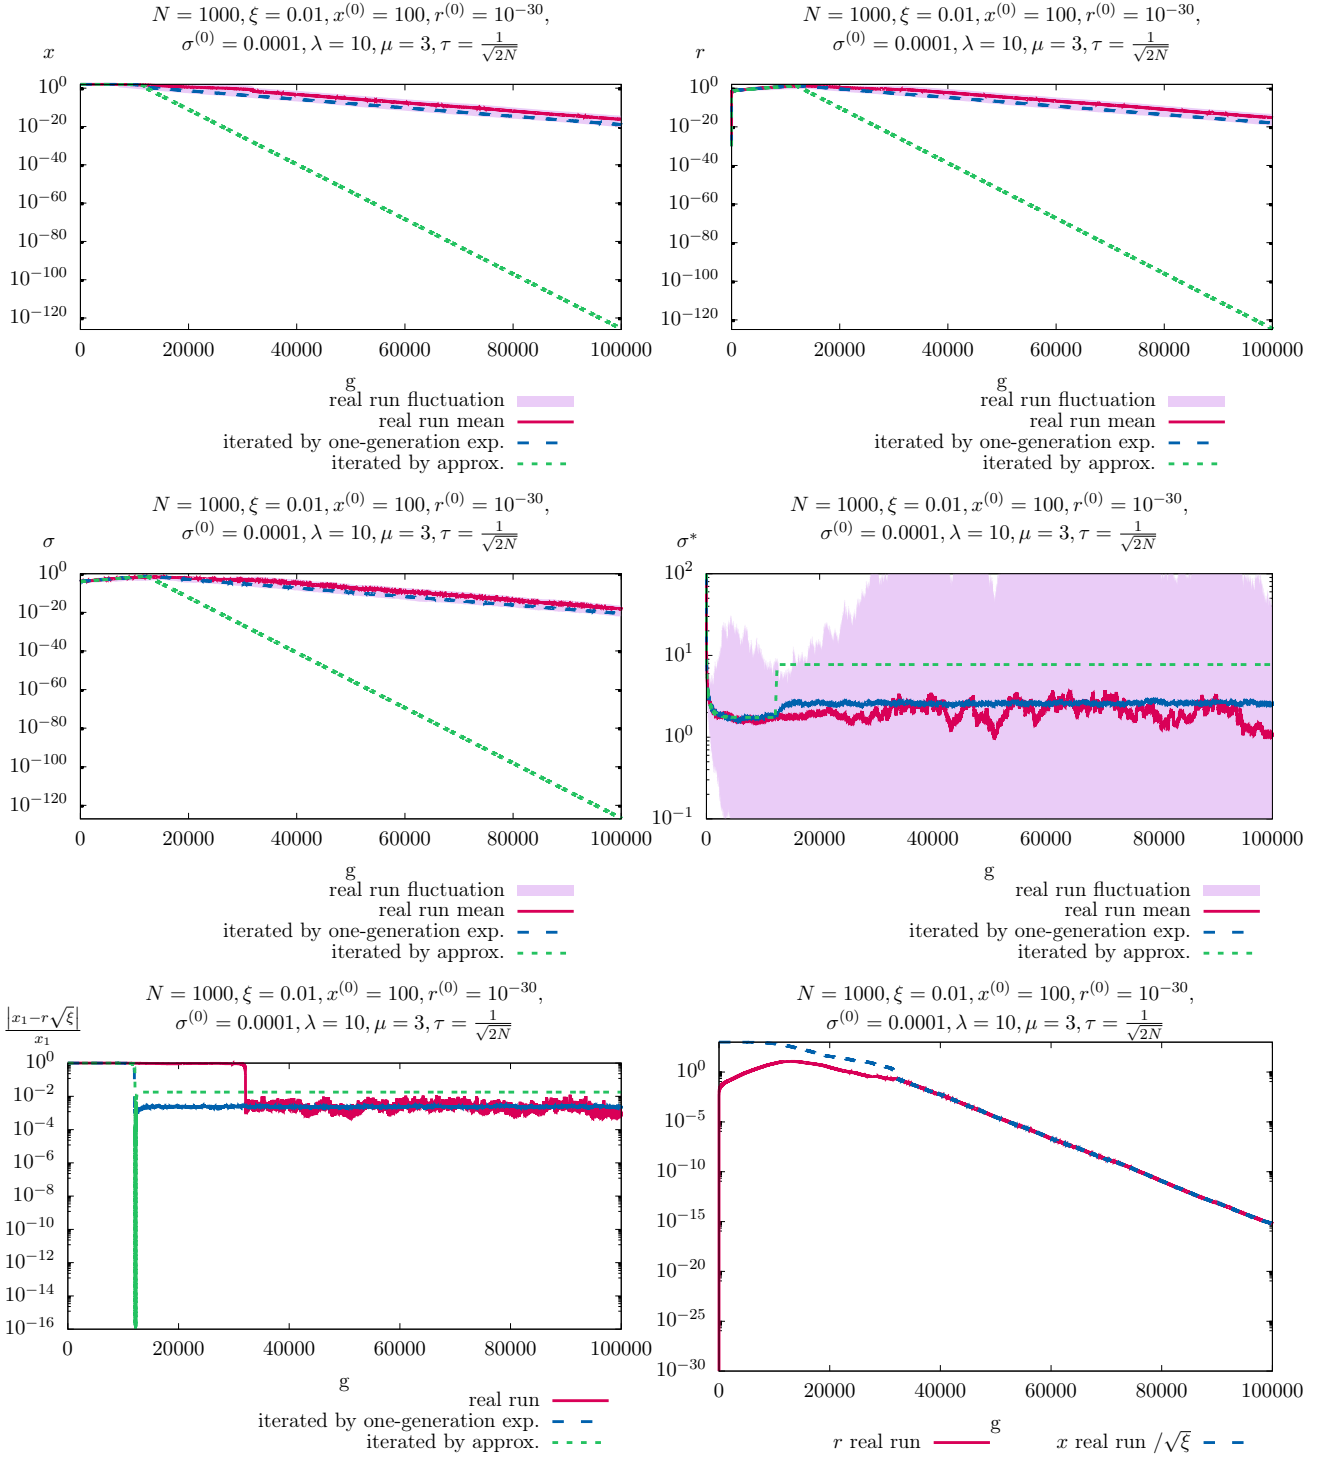 N = 1000, ξ = 0.01, x^(0) = 100, r^(0) = 10^−30,
σ^(0) = 0.0001, λ = 10, μ = 3, τ = 1/√2N
x
10^0
10^−20
10^−40
10^−60
10^−80
10^−100
10^−120
0 20000 40000 60000 80000 100000
g
real run fluctuation
real run mean
iterated by one-generation exp.
iterated by approx.
N = 1000, ξ = 0.01, x^(0) = 100, r^(0) = 10^−30,
σ^(0) = 0.0001, λ = 10, μ = 3, τ = 1/√2N
r
10^0
10^−20
10^−40
10^−60
10^−80
10^−100
10^−120
0 20000 40000 60000 80000 100000
g
real run fluctuation
real run mean
iterated by one-generation exp.
iterated by approx.
N = 1000, ξ = 0.01, x^(0) = 100, r^(0) = 10^−30,
σ^(0) = 0.0001, λ = 10, μ = 3, τ = 1/√2N
σ
10^0
10^−20
10^−40
10^−60
10^−80
10^−100
10^−120
0 20000 40000 60000 80000 100000
g
real run fluctuation
real run mean
iterated by one-generation exp.
iterated by approx.
N = 1000, ξ = 0.01, x^(0) = 100, r^(0) = 10^−30,
σ^(0) = 0.0001, λ = 10, μ = 3, τ = 1/√2N
σ*
10^2
10^1
10^0
10^−1
0 20000 40000 60000 80000 100000
g
real run fluctuation
real run mean
iterated by one-generation exp.
iterated by approx.
N = 1000, ξ = 0.01, x^(0) = 100, r^(0) = 10^−30,
σ^(0) = 0.0001, λ = 10, μ = 3, τ = 1/√2N
|x₁−r√ξ|/x₁
10^0
10^−2
10^−4
10^−6
10^−8
10^−10
10^−12
10^−14
10^−16
0 20000 40000 60000 80000 100000
g
real run
iterated by one-generation exp.
iterated by approx.
N = 1000, ξ = 0.01, x^(0) = 100, r^(0) = 10^−30,
σ^(0) = 0.0001, λ = 10, μ = 3, τ = 1/√2N
10^0
10^−5
10^−10
10^−15
10^−20
10^−25
10^−30
0 20000 40000 60000 80000 100000
g
r real run x real run /√ξ